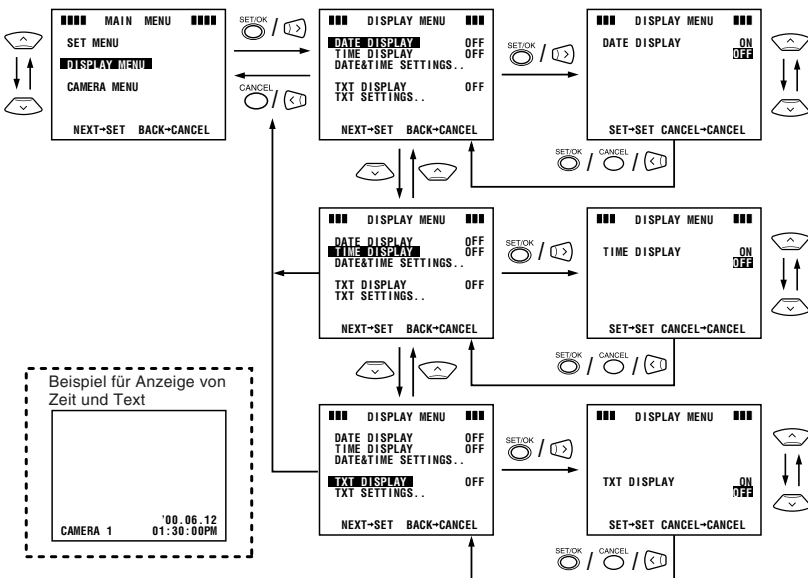 MAIN MENU
SET MENU
DISPLAY MENU
CAMERA MENU
NEXT→SET BACK→CANCEL
SET/OK
CANCEL
DISPLAY MENU
DATE DISPLAY OFF
TIME DISPLAY OFF
DATE&TIME SETTINGS..
TXT DISPLAY OFF
TXT SETTINGS..
NEXT→SET BACK→CANCEL
SET/OK
DISPLAY MENU
DATE DISPLAY ON
OFF
SET→SET CANCEL→CANCEL
SET/OK / CANCEL /
DISPLAY MENU
DATE DISPLAY OFF
TIME DISPLAY OFF
DATE&TIME SETTINGS..
TXT DISPLAY OFF
TXT SETTINGS..
NEXT→SET BACK→CANCEL
SET/OK
DISPLAY MENU
TIME DISPLAY ON
OFF
SET→SET CANCEL→CANCEL
SET/OK / CANCEL /
Beispiel für Anzeige von
Zeit und Text
'00.06.12
CAMERA 1 01:30:00PM
DISPLAY MENU
DATE DISPLAY OFF
TIME DISPLAY OFF
DATE&TIME SETTINGS..
TXT DISPLAY OFF
TXT SETTINGS..
NEXT→SET BACK→CANCEL
SET/OK
DISPLAY MENU
TXT DISPLAY ON
OFF
SET→SET CANCEL→CANCEL
SET/OK / CANCEL /